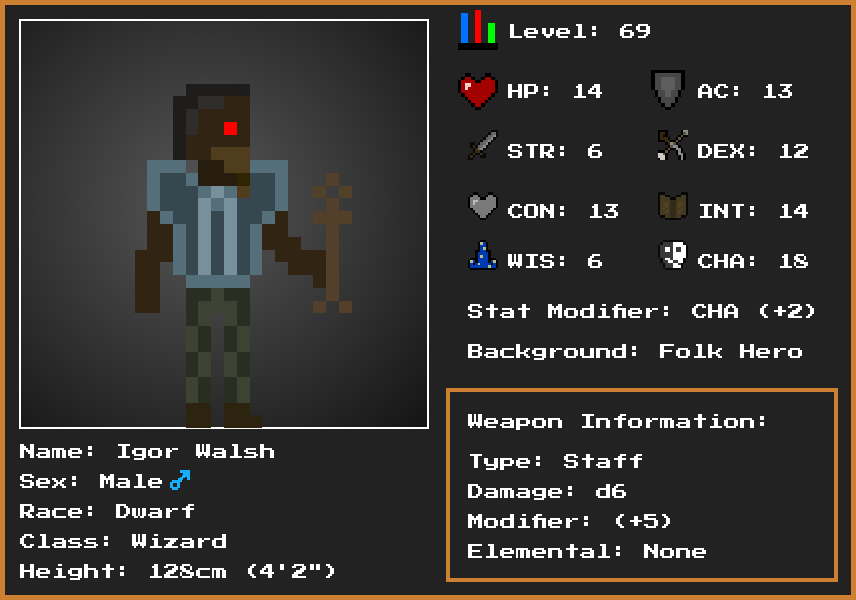 Level: 69
HP: 14
AC: 13
STR: 6
DEX: 12
CON: 13
INT: 14
WIS: 6
CHA: 18
Stat Modifier: CHA (+2)
Background: Folk Hero
Weapon Information:
Type: Staff
Damage: d6
Modifier: (+5)
Elemental: None
Name: Igor Walsh
Sex: Male ♂
Race: Dwarf
Class: Wizard
Height: 128cm (4'2")